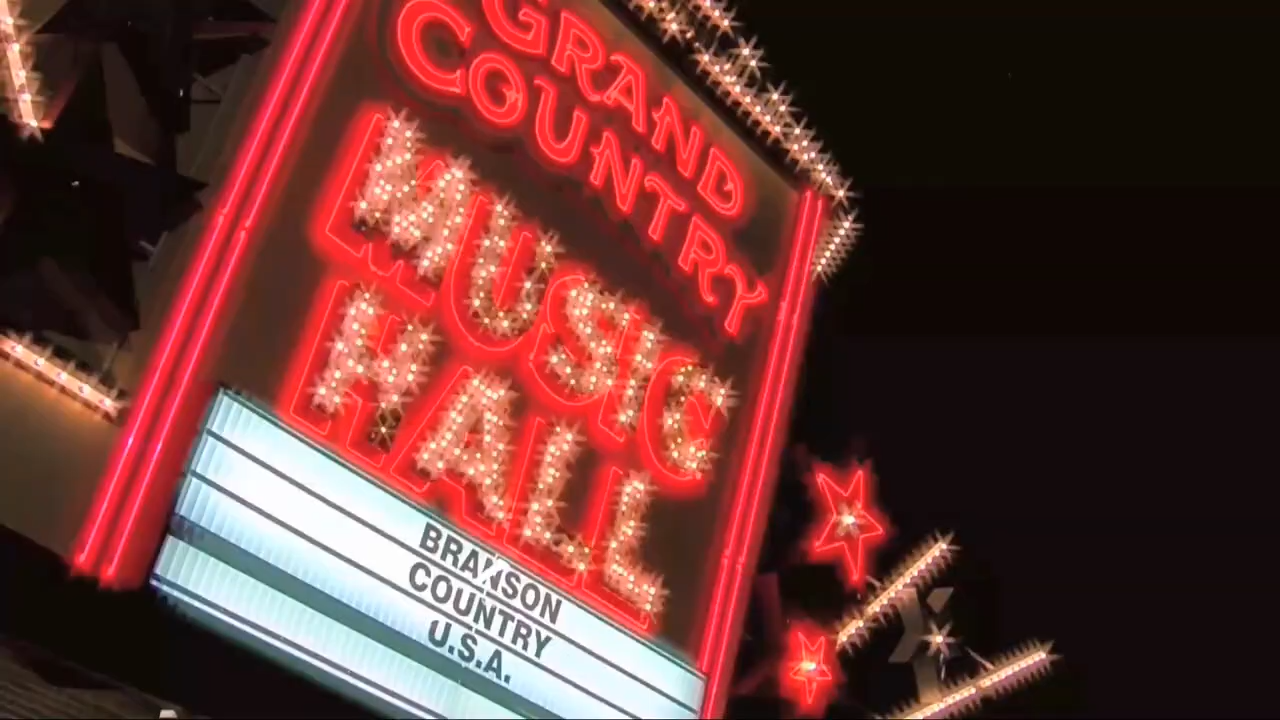 GRAND
COUNTRY
MUSIC
HALL
BRANSON
COUNTRY
U.S.A.